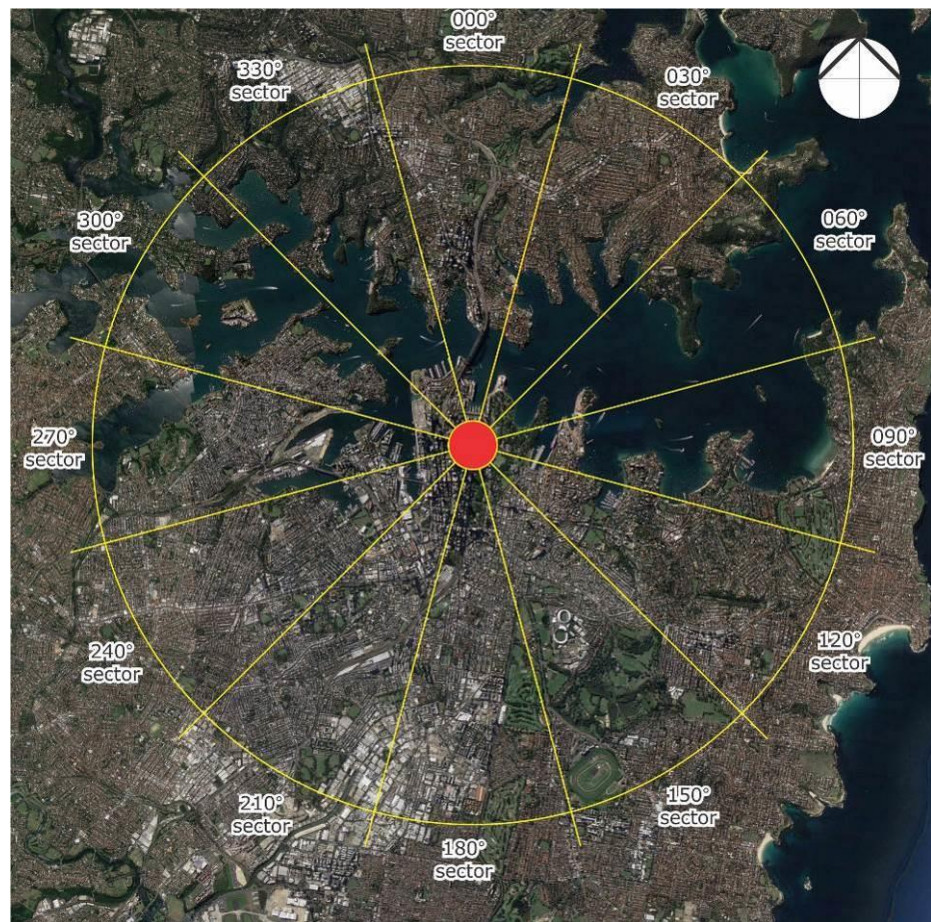 000°
sector
030°
sector
060°
sector
090°
sector
120°
sector
150°
sector
180°
sector
210°
sector
240°
sector
270°
sector
300°
sector
330°
sector